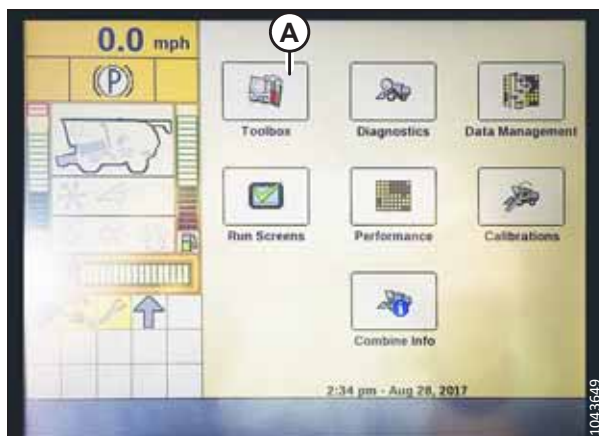 A
0.0 mph
(P)
Toolbox
Diagnostics
Data Management
Run Screens
Performance
Calibrations
Combine Info
2:34 pm - Aug 28, 2017
1043649